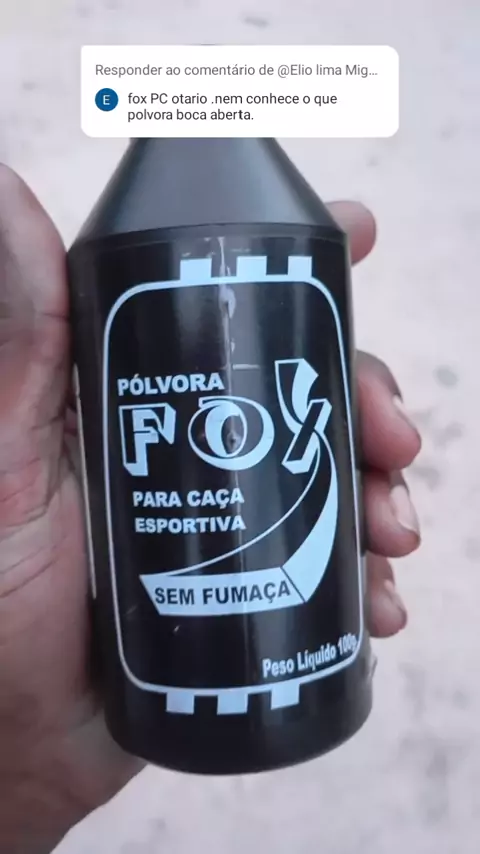 Responder ao comentário de @Elio lima Mig...
E
fox PC otario .nem conhece o que
polvora boca aberta.
PÓLVORA
FOX
PARA CAÇA
ESPORTIVA
SEM FUMAÇA
Peso Líquido 100g